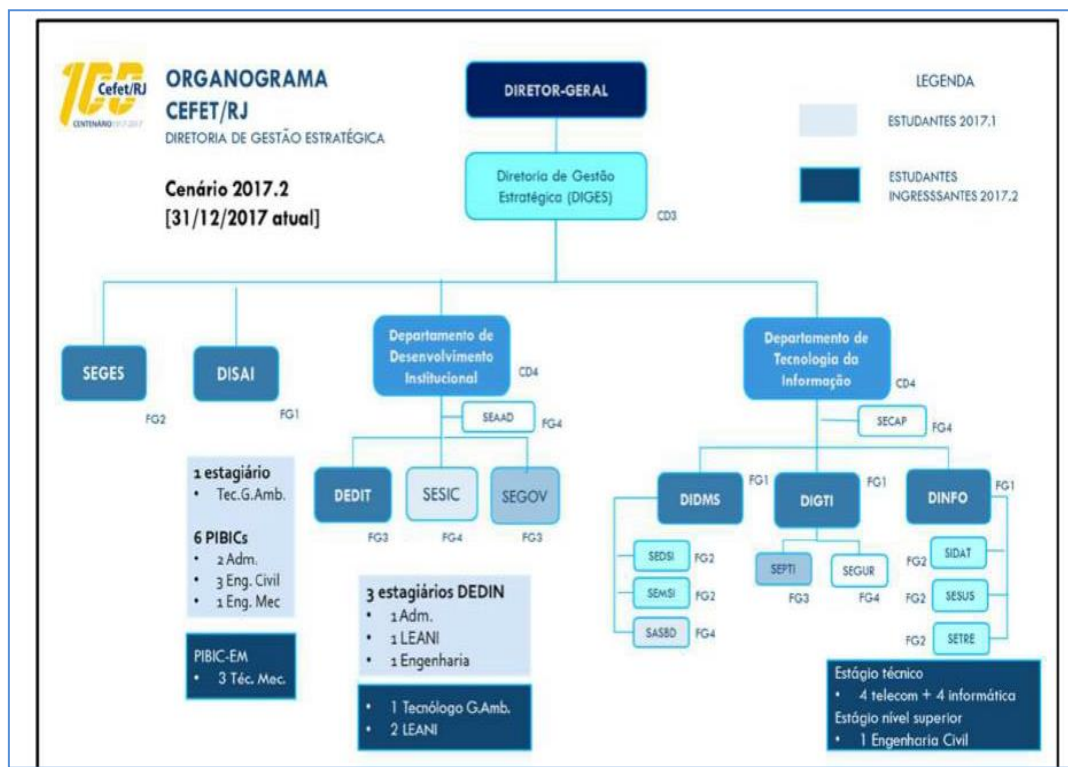 100
Cefet/RJ
CENTENÁRIO 1917-2017
ORGANOGRAMA
CEFET/RJ
DIRETORIA DE GESTÃO ESTRATÉGICA
Cenário 2017.2
[31/12/2017 atual]
DIRETOR-GERAL
Diretoria de Gestão
Estratégica (DIGES)
CD3
LEGENDA
ESTUDANTES 2017.1
ESTUDANTES
INGRESSSANTES 2017.2
SEGES
FG2
DISAI
FG1
Departamento de
Desenvolvimento
Institucional
CD4
SEAAD
FG4
DEDIT
FG3
SESIC
FG4
SEGOV
FG3
Departamento de
Tecnologia da
Informação
CD4
SECAP
FG4
DIDMS
FG1
DIGTI
FG1
DINFO
FG1
SEDSI
FG2
SEMSI
FG2
SASBD
FG4
SEPTI
FG3
SEGUR
FG4
FG2
SIDAT
FG2
SESUS
FG2
SETRE
1 estagiário
• Tec.G.Amb.
6 PIBICs
• 2 Adm.
• 3 Eng. Civil
• 1 Eng. Mec
PIBIC-EM
• 3 Téc. Mec.
3 estagiários DEDIN
• 1 Adm.
• 1 LEANI
• 1 Engenharia
• 1 Tecnólogo G.Amb.
• 2 LEANI
Estágio técnico
• 4 telecom + 4 informática
Estágio nível superior
• 1 Engenharia Civil